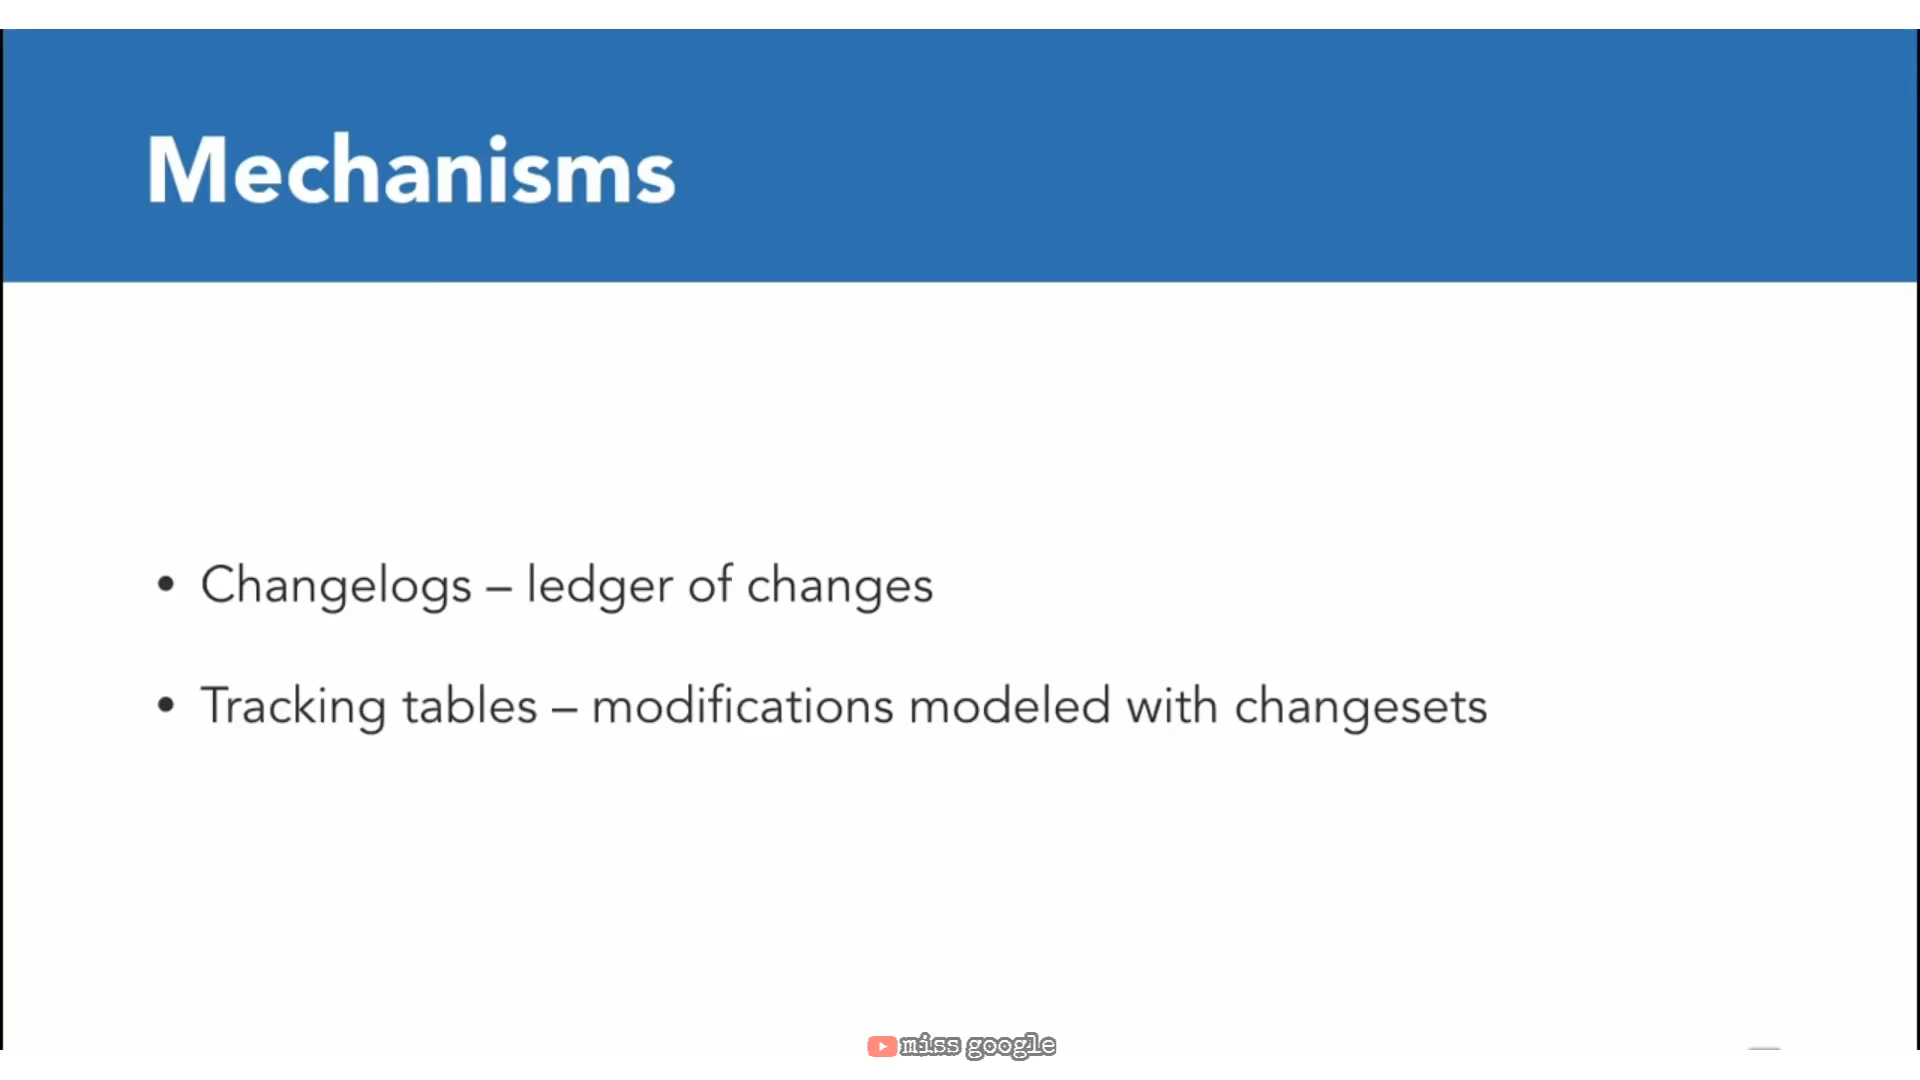 Mechanisms
• Changelogs – ledger of changes
• Tracking tables – modifications modeled with changesets
miss google